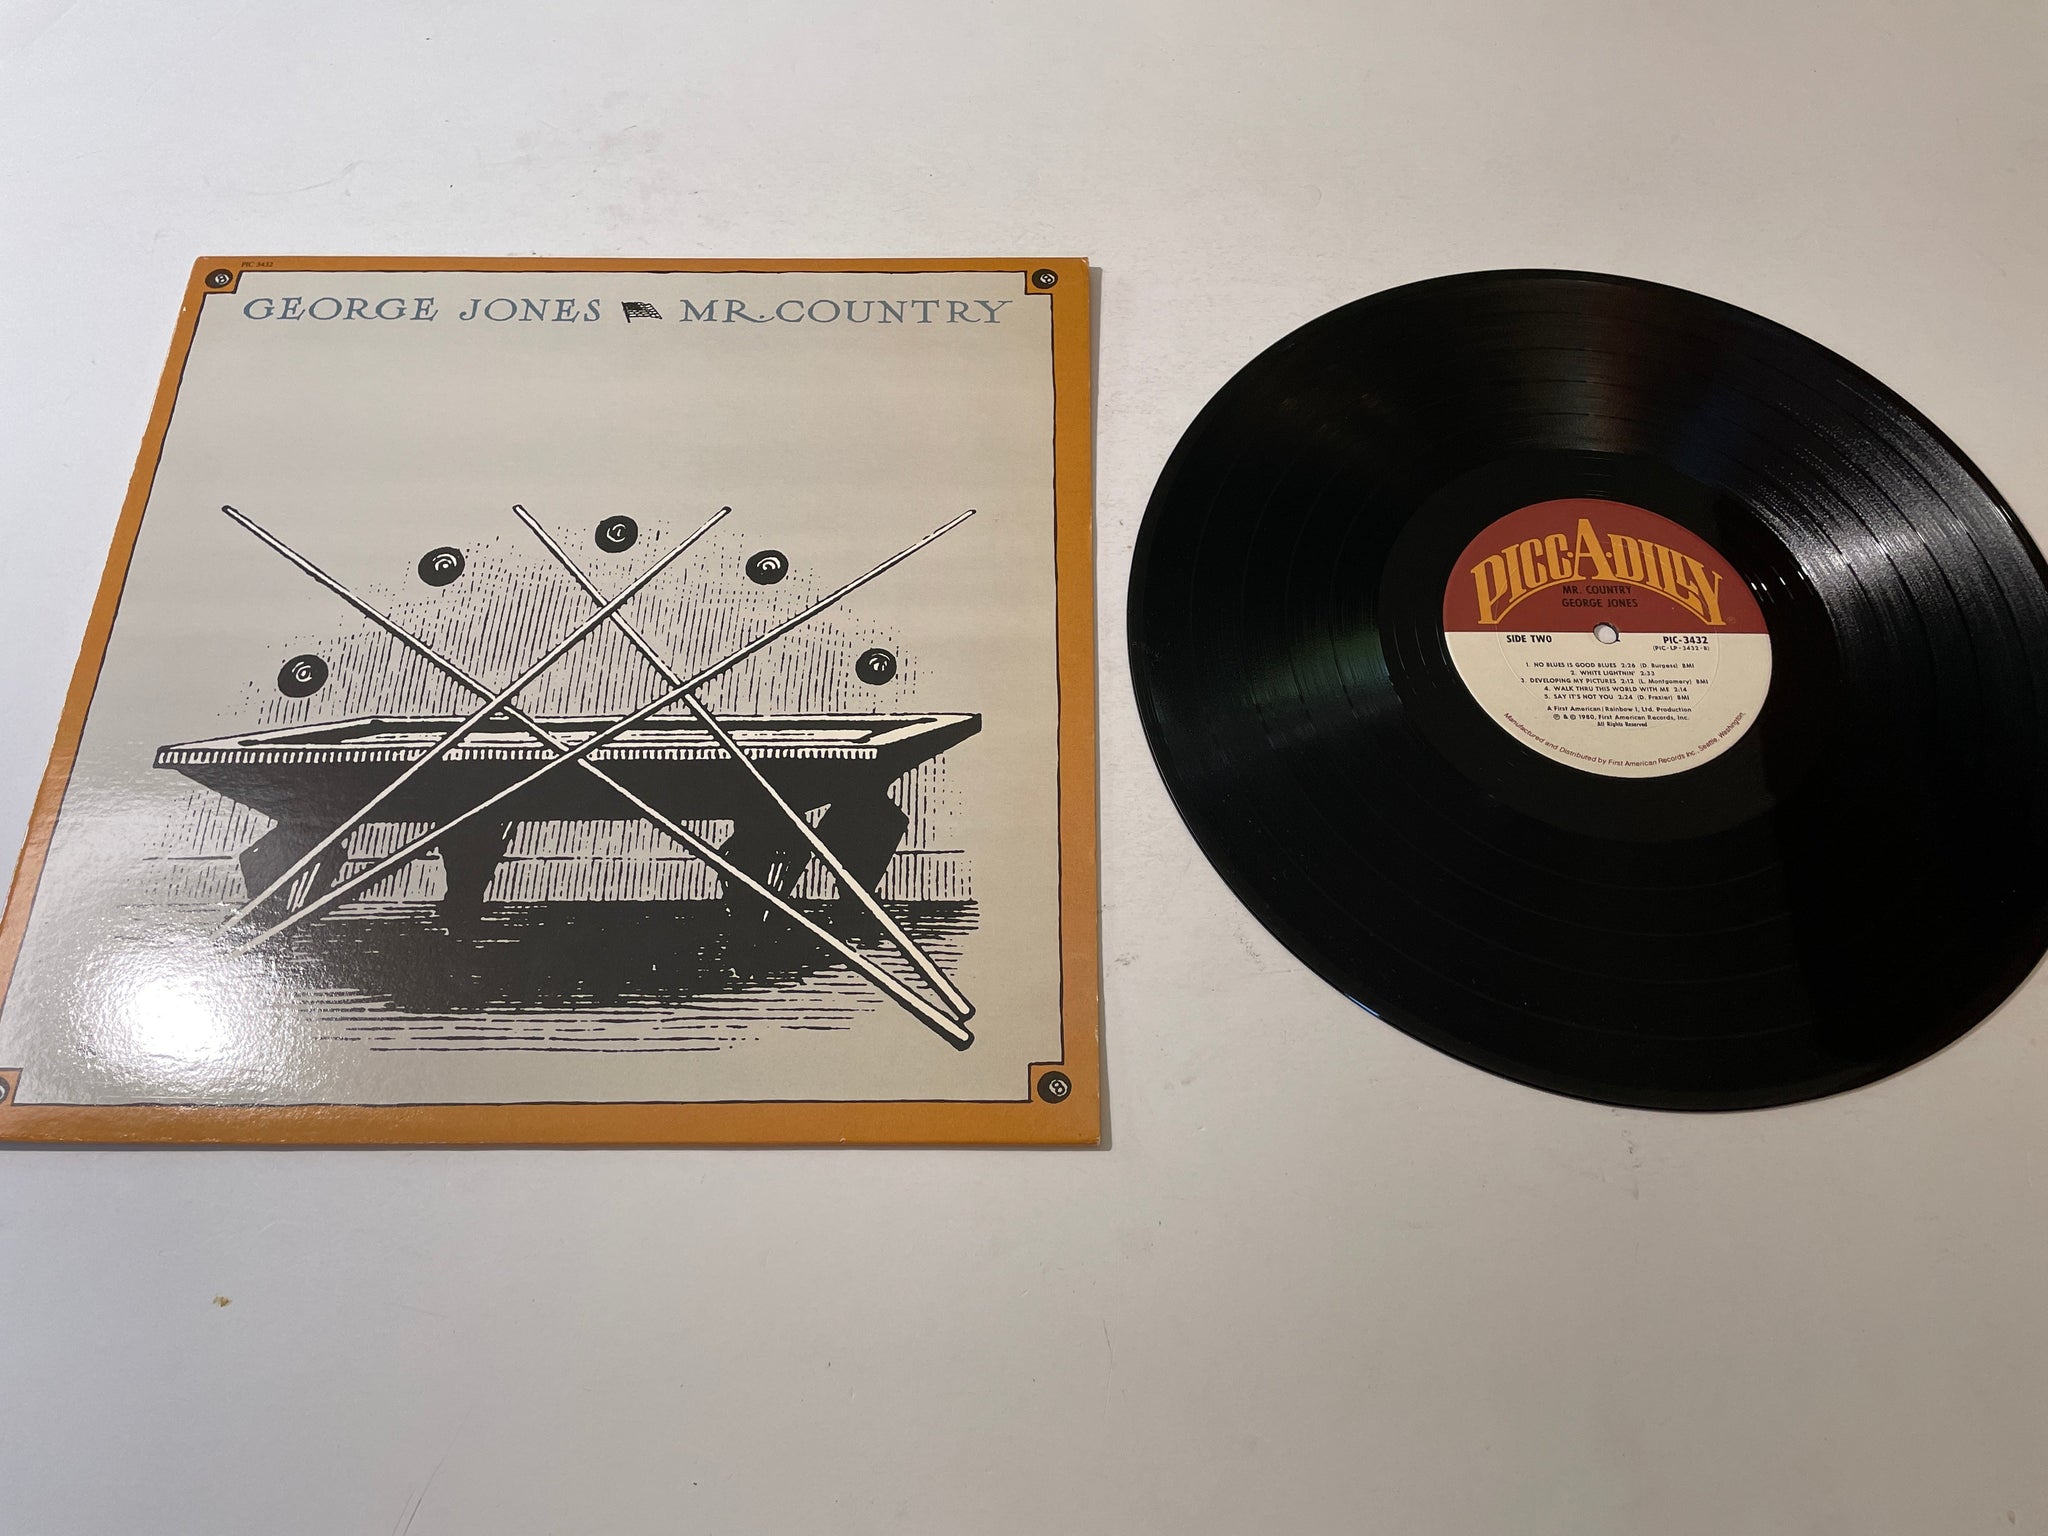 PIC 3432
GEORGE JONES MR. COUNTRY
8
8
8
PICC·A·DILLY
MR. COUNTRY
GEORGE JONES
SIDE TWO
PIC-3432
(PIC-LP-3432-B)
1. NO BLUES IS GOOD BLUES 2:26 (D. Burgess) BMI
2. WHITE LIGHTNIN' 2:33
3. DEVELOPING MY PICTURES 2:12 (L. Montgomery) BMI
4. WALK THRU THIS WORLD WITH ME 2:14
5. SAY IT'S NOT YOU 2:24 (D. Frazier) BMI
A First American/Rainbow I, Ltd. Production
℗ & © 1980, First American Records, Inc.
All Rights Reserved
Manufactured and Distributed by First American Records Inc., Seattle, Washington.